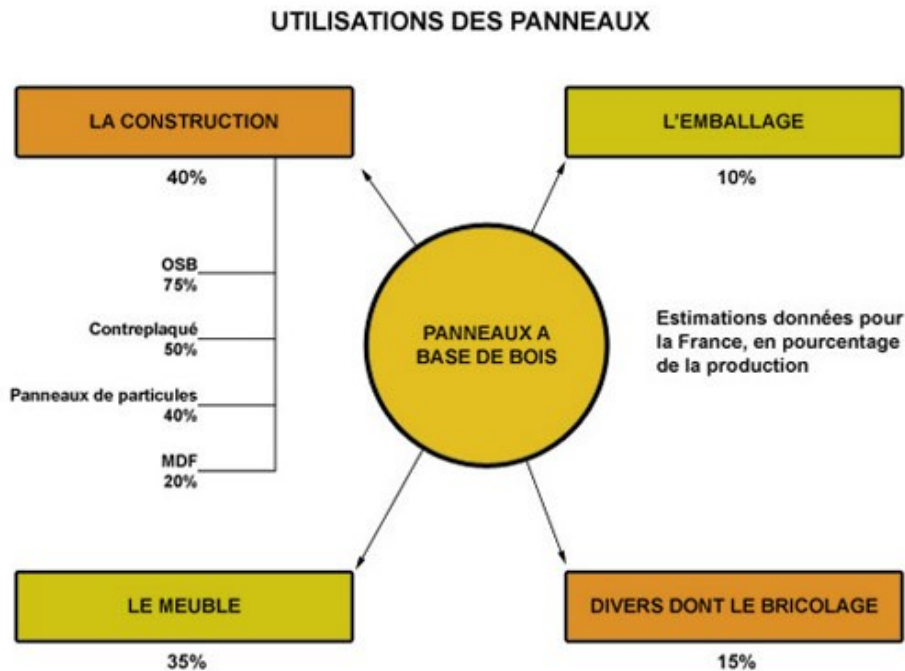 UTILISATIONS DES PANNEAUX
LA CONSTRUCTION
40%
OSB
75%
Contreplaqué
50%
Panneaux de particules
40%
MDF
20%
L'EMBALLAGE
10%
PANNEAUX A
BASE DE BOIS
Estimations données pour
la France, en pourcentage
de la production
LE MEUBLE
35%
DIVERS DONT LE BRICOLAGE
15%